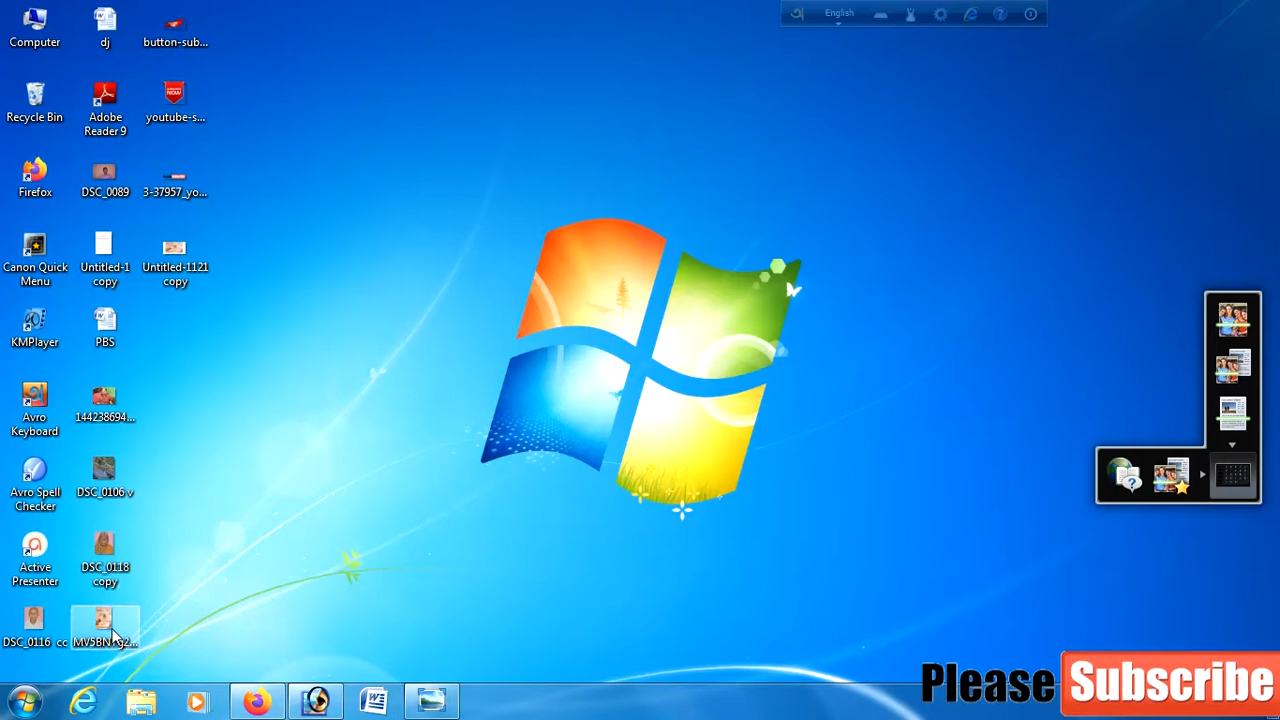 English
Computer
dj
button-sub...
Recycle Bin
Adobe
Reader 9
NOW
youtube-s...
Firefox
DSC_0089
3-37957_yo...
Canon Quick
Menu
Untitled-1
copy
Untitled-1121
copy
KMPlayer
PBS
Avro
Keyboard
144238694...
Avro Spell
Checker
DSC_0106 v
Active
Presenter
DSC_0118
copy
DSC_0116 cc
Please Subscribe